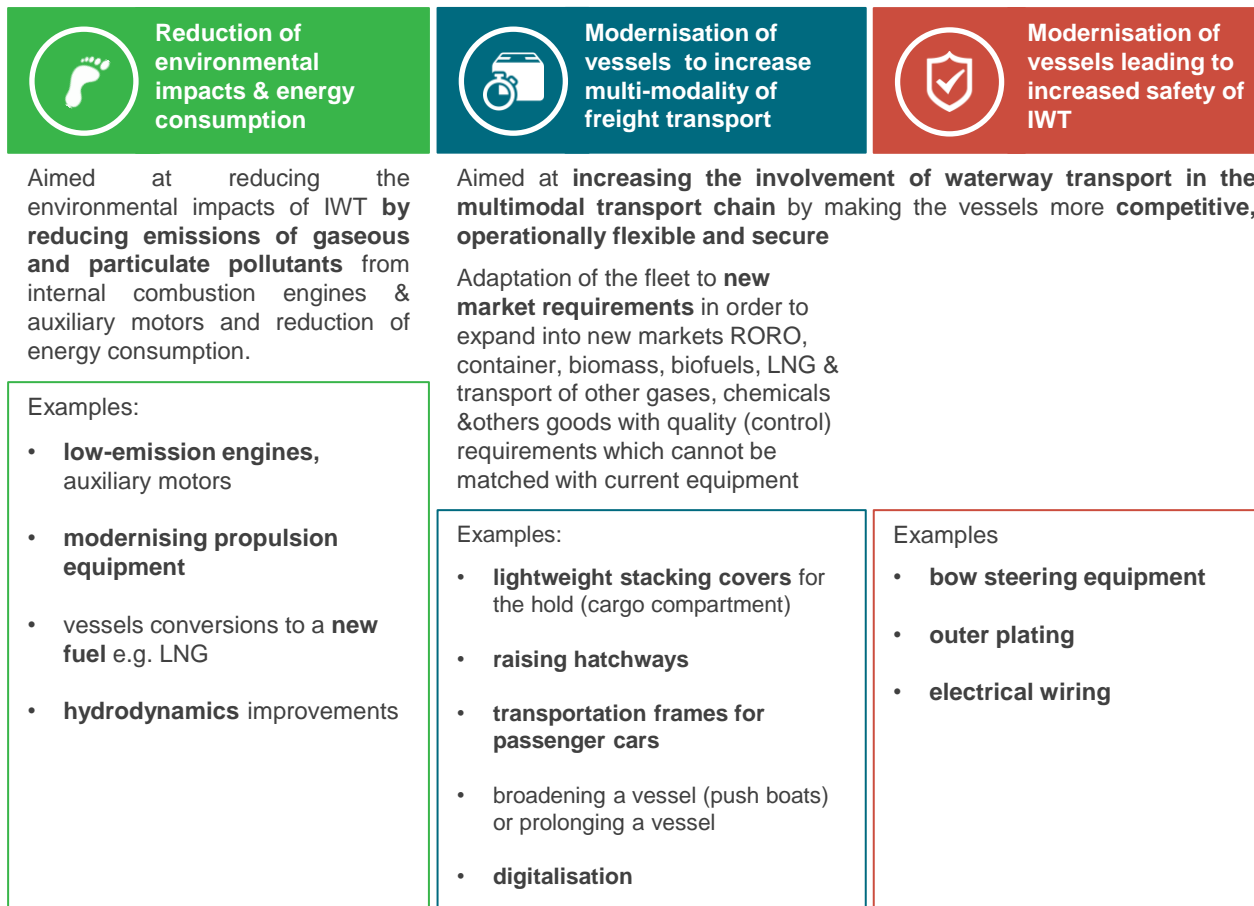 Reduction of
environmental
impacts & energy
consumption
Modernisation of
vessels to increase
multi-modality of
freight transport
Modernisation of
vessels leading to
increased safety of
IWT
Aimed at reducing the
environmental impacts of IWT by
reducing emissions of gaseous
and particulate pollutants from
internal combustion engines &
auxiliary motors and reduction of
energy consumption.
Aimed at increasing the involvement of waterway transport in the
multimodal transport chain by making the vessels more competitive,
operationally flexible and secure
Adaptation of the fleet to new
market requirements in order to
expand into new markets RORO,
container, biomass, biofuels, LNG &
transport of other gases, chemicals
&others goods with quality (control)
requirements which cannot be
matched with current equipment
Examples:
• low-emission engines,
auxiliary motors
• modernising propulsion
equipment
• vessels conversions to a new
fuel e.g. LNG
• hydrodynamics improvements
Examples:
• lightweight stacking covers for
the hold (cargo compartment)
• raising hatchways
• transportation frames for
passenger cars
• broadening a vessel (push boats)
or prolonging a vessel
• digitalisation
Examples
• bow steering equipment
• outer plating
• electrical wiring